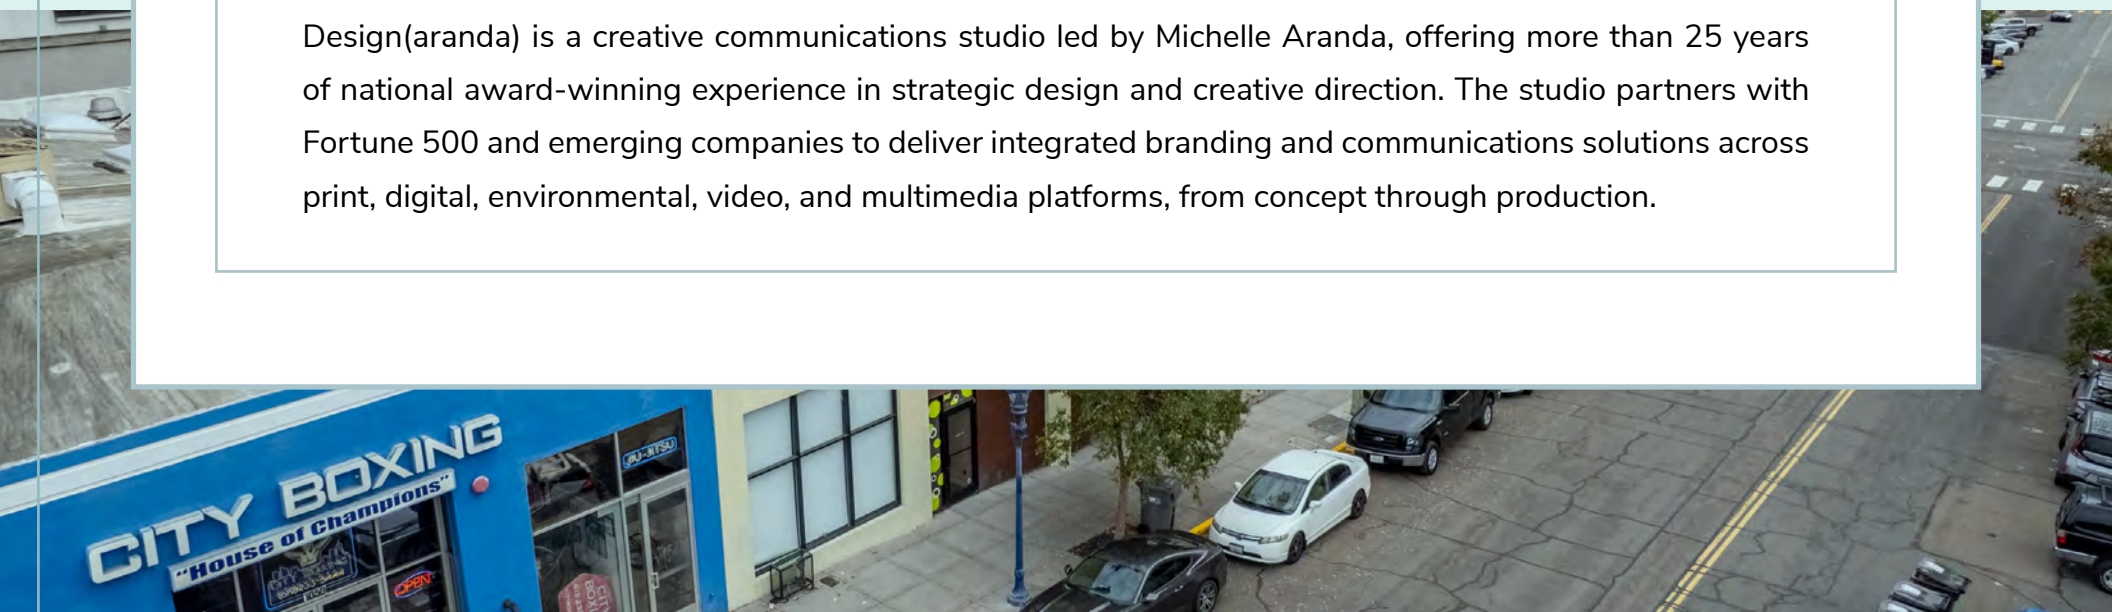 Design(aranda) is a creative communications studio led by Michelle Aranda, offering more than 25 years
of national award-winning experience in strategic design and creative direction. The studio partners with
Fortune 500 and emerging companies to deliver integrated branding and communications solutions across
print, digital, environmental, video, and multimedia platforms, from concept through production.
JIU-JITSU
CITY BOXING
"House of Champions"
OPEN